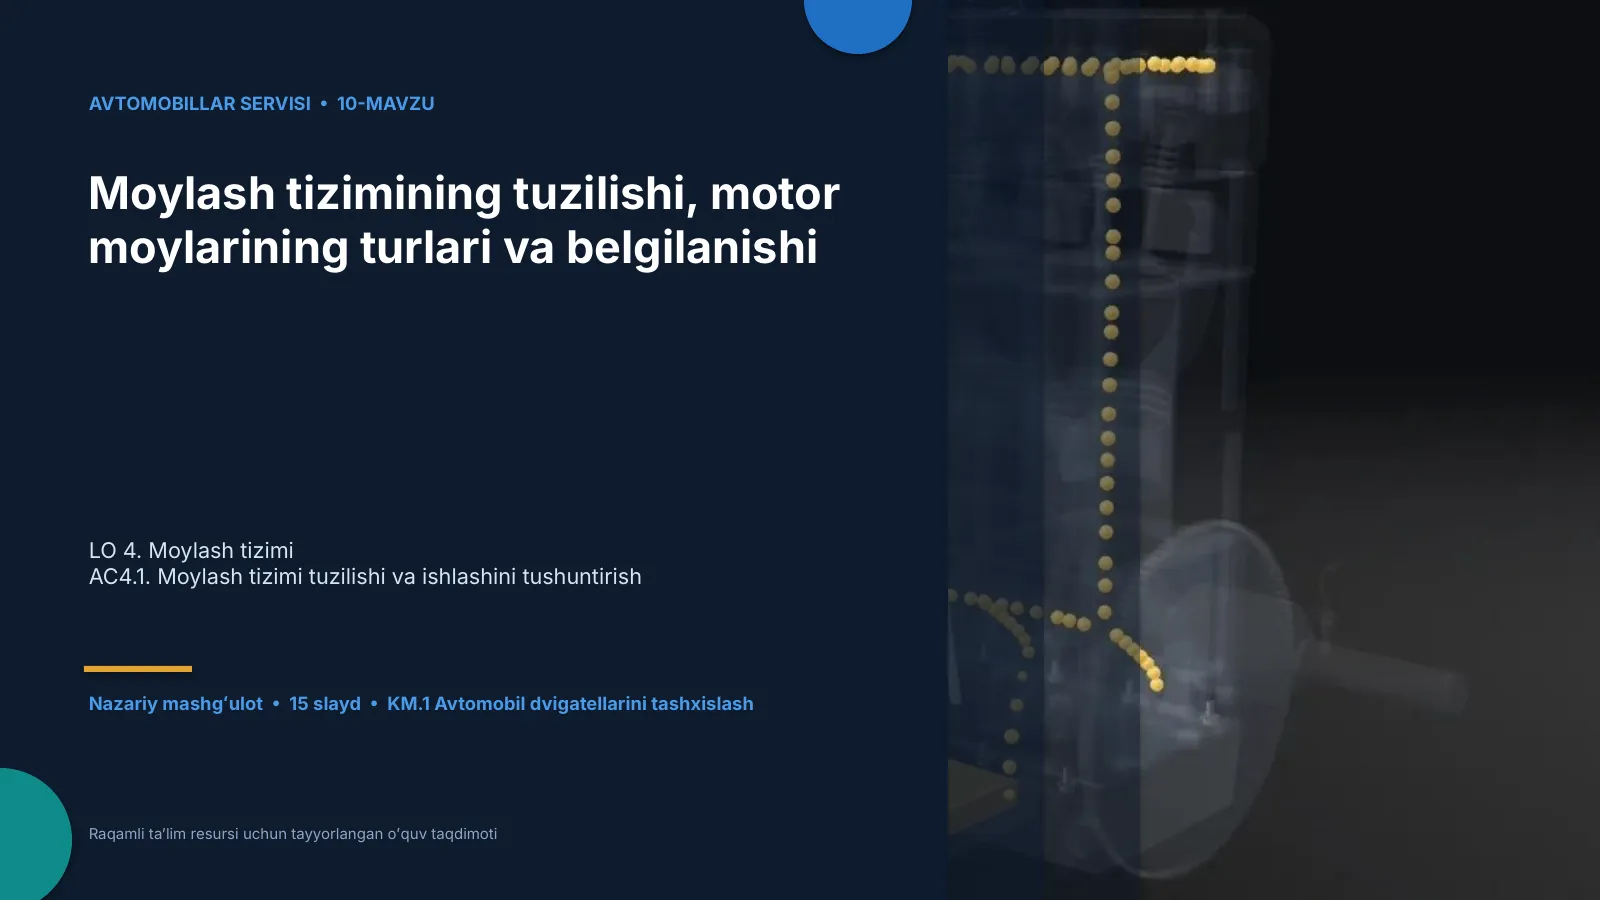 AVTOMOBILLAR SERVISI • 10-MAVZU
Moylash tizimining tuzilishi, motor
moylarining turlari va belgilanishi
LO 4. Moylash tizimi
AC4.1. Moylash tizimi tuzilishi va ishlashini tushuntirish
Nazariy mashgʻulot • 15 slayd • KM.1 Avtomobil dvigatellarini tashxislash
Raqamli taʼlim resursi uchun tayyorlangan oʻquv taqdimoti